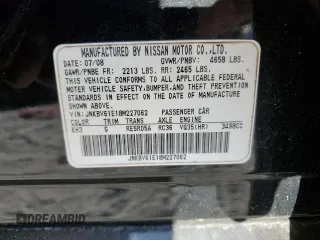 MANUFACTURED BY NISSAN MOTOR CO.,LTD.
DATE: 07/08 GVWR/PNBV: 4658 LBS.
GAWR/PNBE FR: 2213 LBS. RR: 2465 LBS.
THIS VEHICLE CONFORMS TO ALL APPLICABLE FEDERAL
MOTOR VEHICLE SAFETY,BUMPER,AND THEFT PREVENTION
STANDARDS IN EFFECT ON THE DATE OF MANUFACTURE
SHOWN ABOVE.
VIN: JNKBV61E18M227062 PASSENGER CAR
COLOR TRIM TRANS AXLE ENGINE
KH3 G RE5R05A RC36 VQ35(HR) 3498CC
JNKBV61E18M227062
DREAMBID